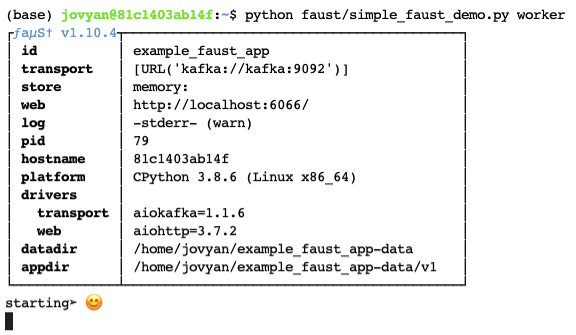 (base) jovyan@81c1403ab14f:~$ python faust/simple_faust_demo.py worker
ƒaµS† v1.10.4
id example_faust_app
transport [URL('kafka://kafka:9092')]
store memory:
web http://localhost:6066/
log -stderr- (warn)
pid 79
hostname 81c1403ab14f
platform CPython 3.8.6 (Linux x86_64)
drivers
transport aiokafka=1.1.6
web aiohttp=3.7.2
datadir /home/jovyan/example_faust_app-data
appdir /home/jovyan/example_faust_app-data/v1
starting➢ 😊